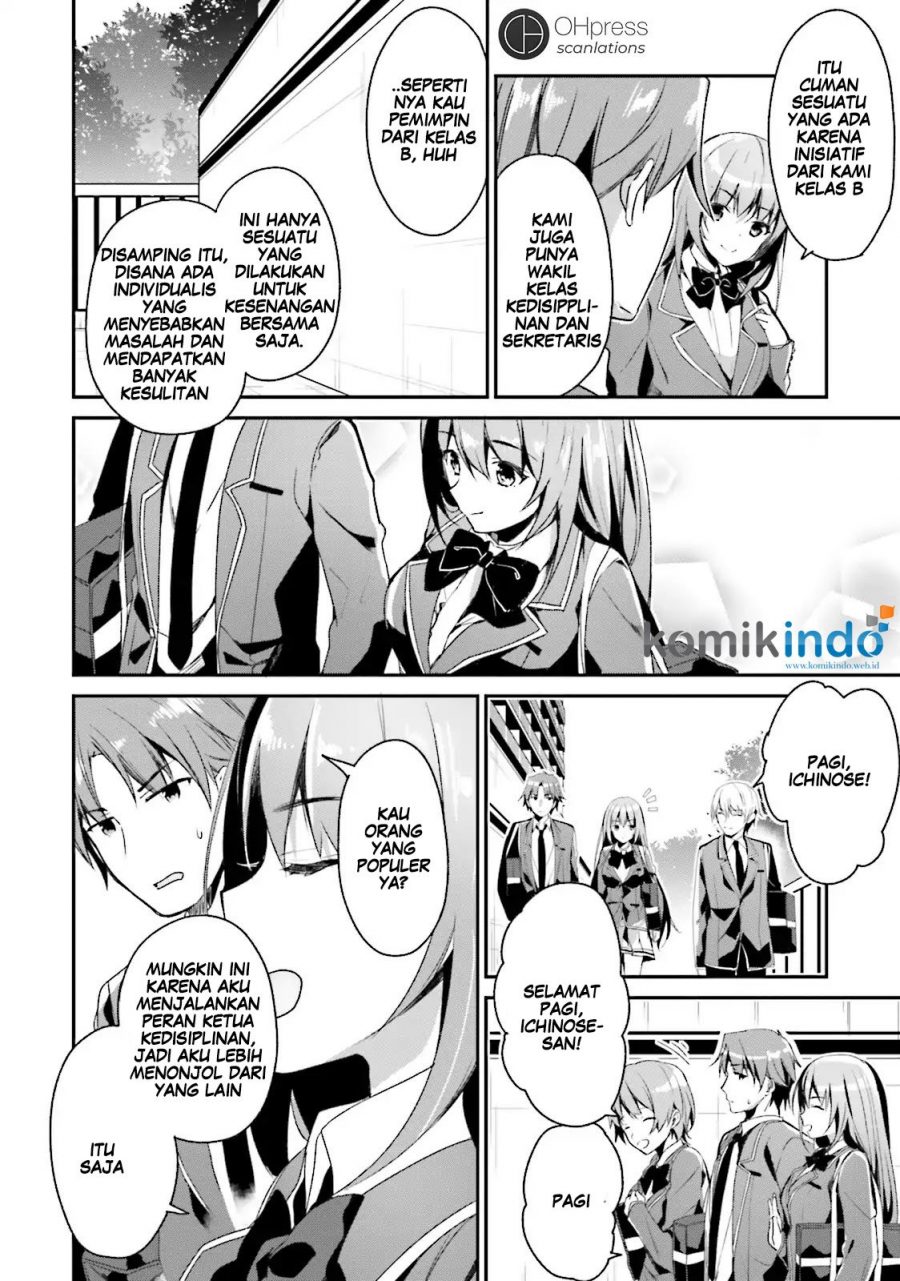 OHpress
scanlations
ITU
CUMAN
SESUATU
YANG ADA
KARENA
INISIATIF
DARI KAMI
KELAS B
KAMI
JUGA
PUNYA
WAKIL
KELAS
KEDISIPPLI-
NAN DAN
SEKRETARIS
..SEPERTI
NYA KAU
PEMIMPIN
DARI KELAS
B, HUH
INI HANYA
SESUATU
YANG
DILAKUKAN
UNTUK
KESENANGAN
BERSAMA
SAJA.
DISAMPING ITU,
DISANA ADA
INDIVIDUALIS
YANG
MENYEBABKAN
MASALAH DAN
MENDAPATKAN
BANYAK
KESULITAN
komikindo
www.komikindo.web.id
PAGI,
ICHINOSE!
SELAMAT
PAGI,
ICHINOSE-
SAN!
PAGI
KAU
ORANG
YANG
POPULER
YA?
MUNGKIN INI
KARENA AKU
MENJALANKAN
PERAN KETUA
KEDISIPLINAN,
JADI AKU LEBIH
MENONJOL DARI
YANG LAIN
ITU
SAJA